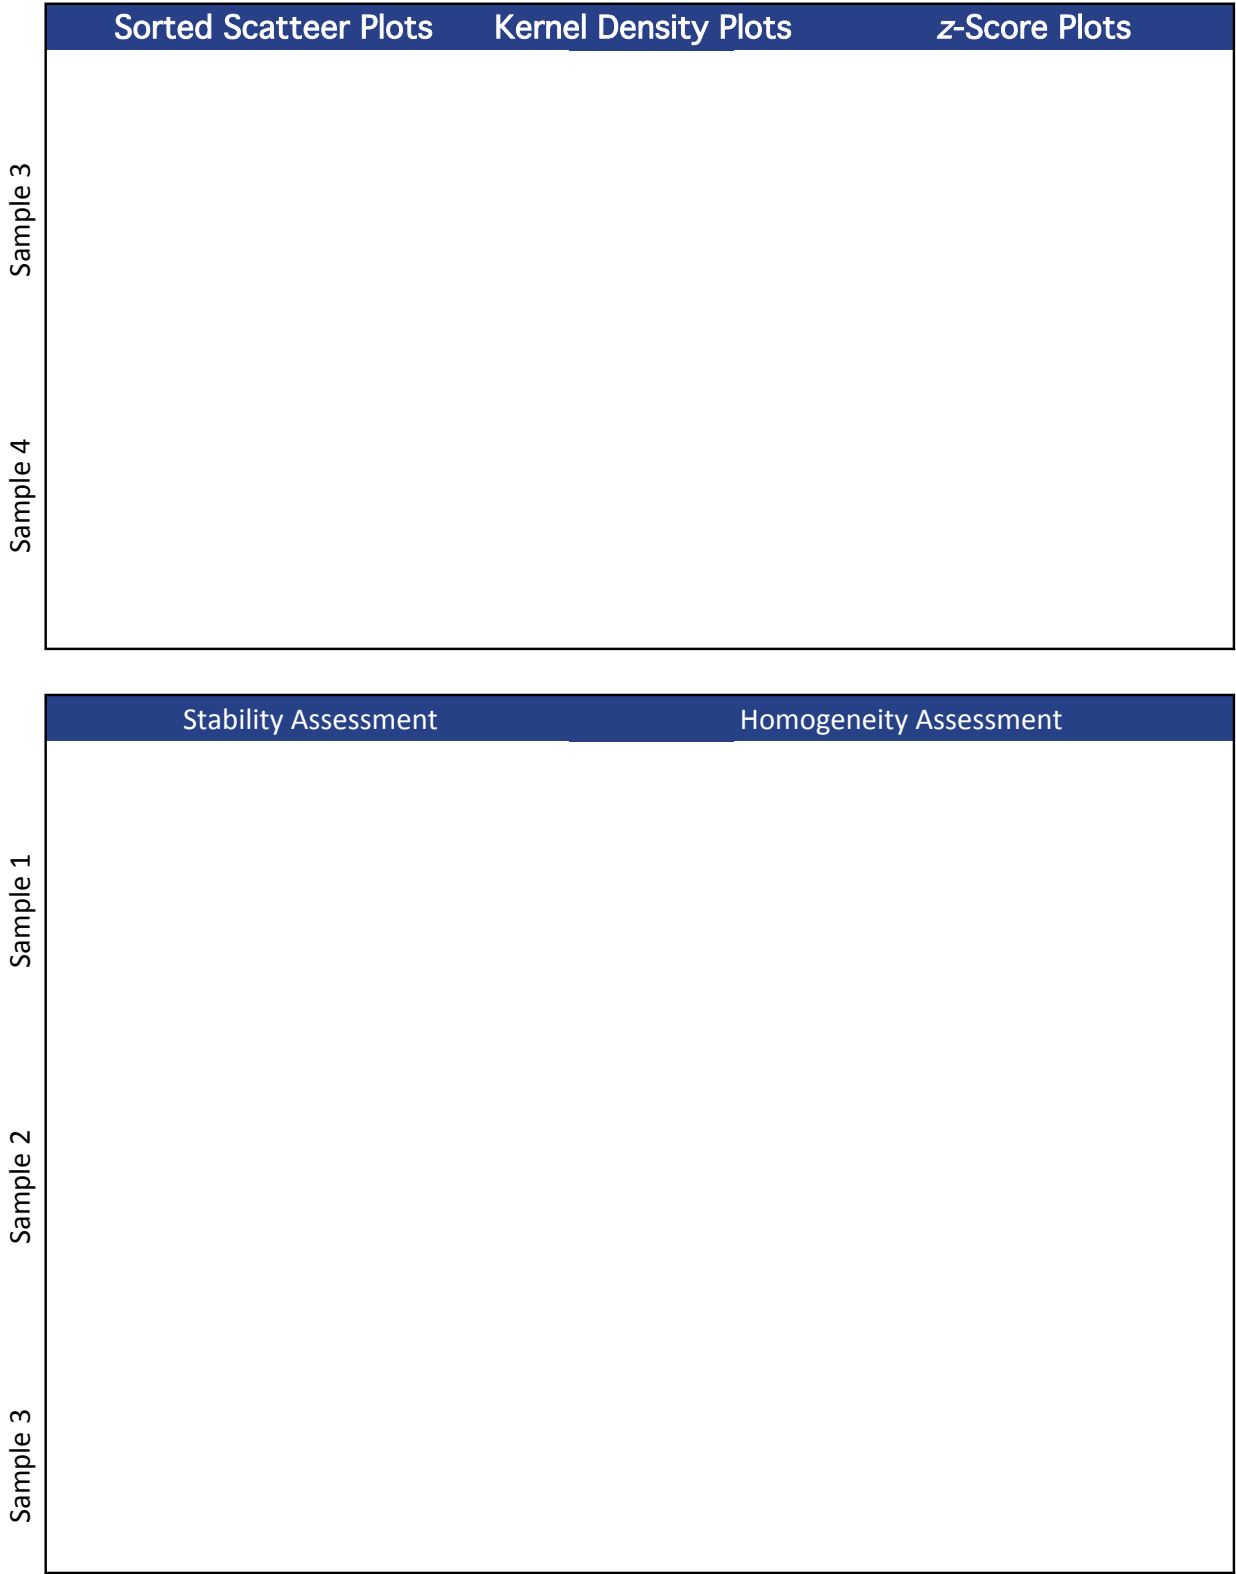 Sorted Scatteer Plots Kernel Density Plots z-Score Plots
Sample 3
Sample 4
Stability Assessment Homogeneity Assessment
Sample 1
Sample 2
Sample 3